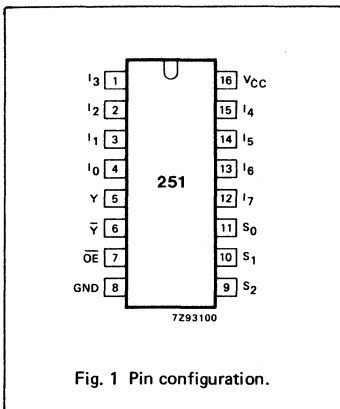 I3 1 16 VCC
I2 2 15 I4
I1 3 14 I5
I0 4 13 I6
251
Y 5 12 I7
Y̅ 6 11 S0
O̅E̅ 7 10 S1
GND 8 9 S2
7Z93100
Fig. 1 Pin configuration.